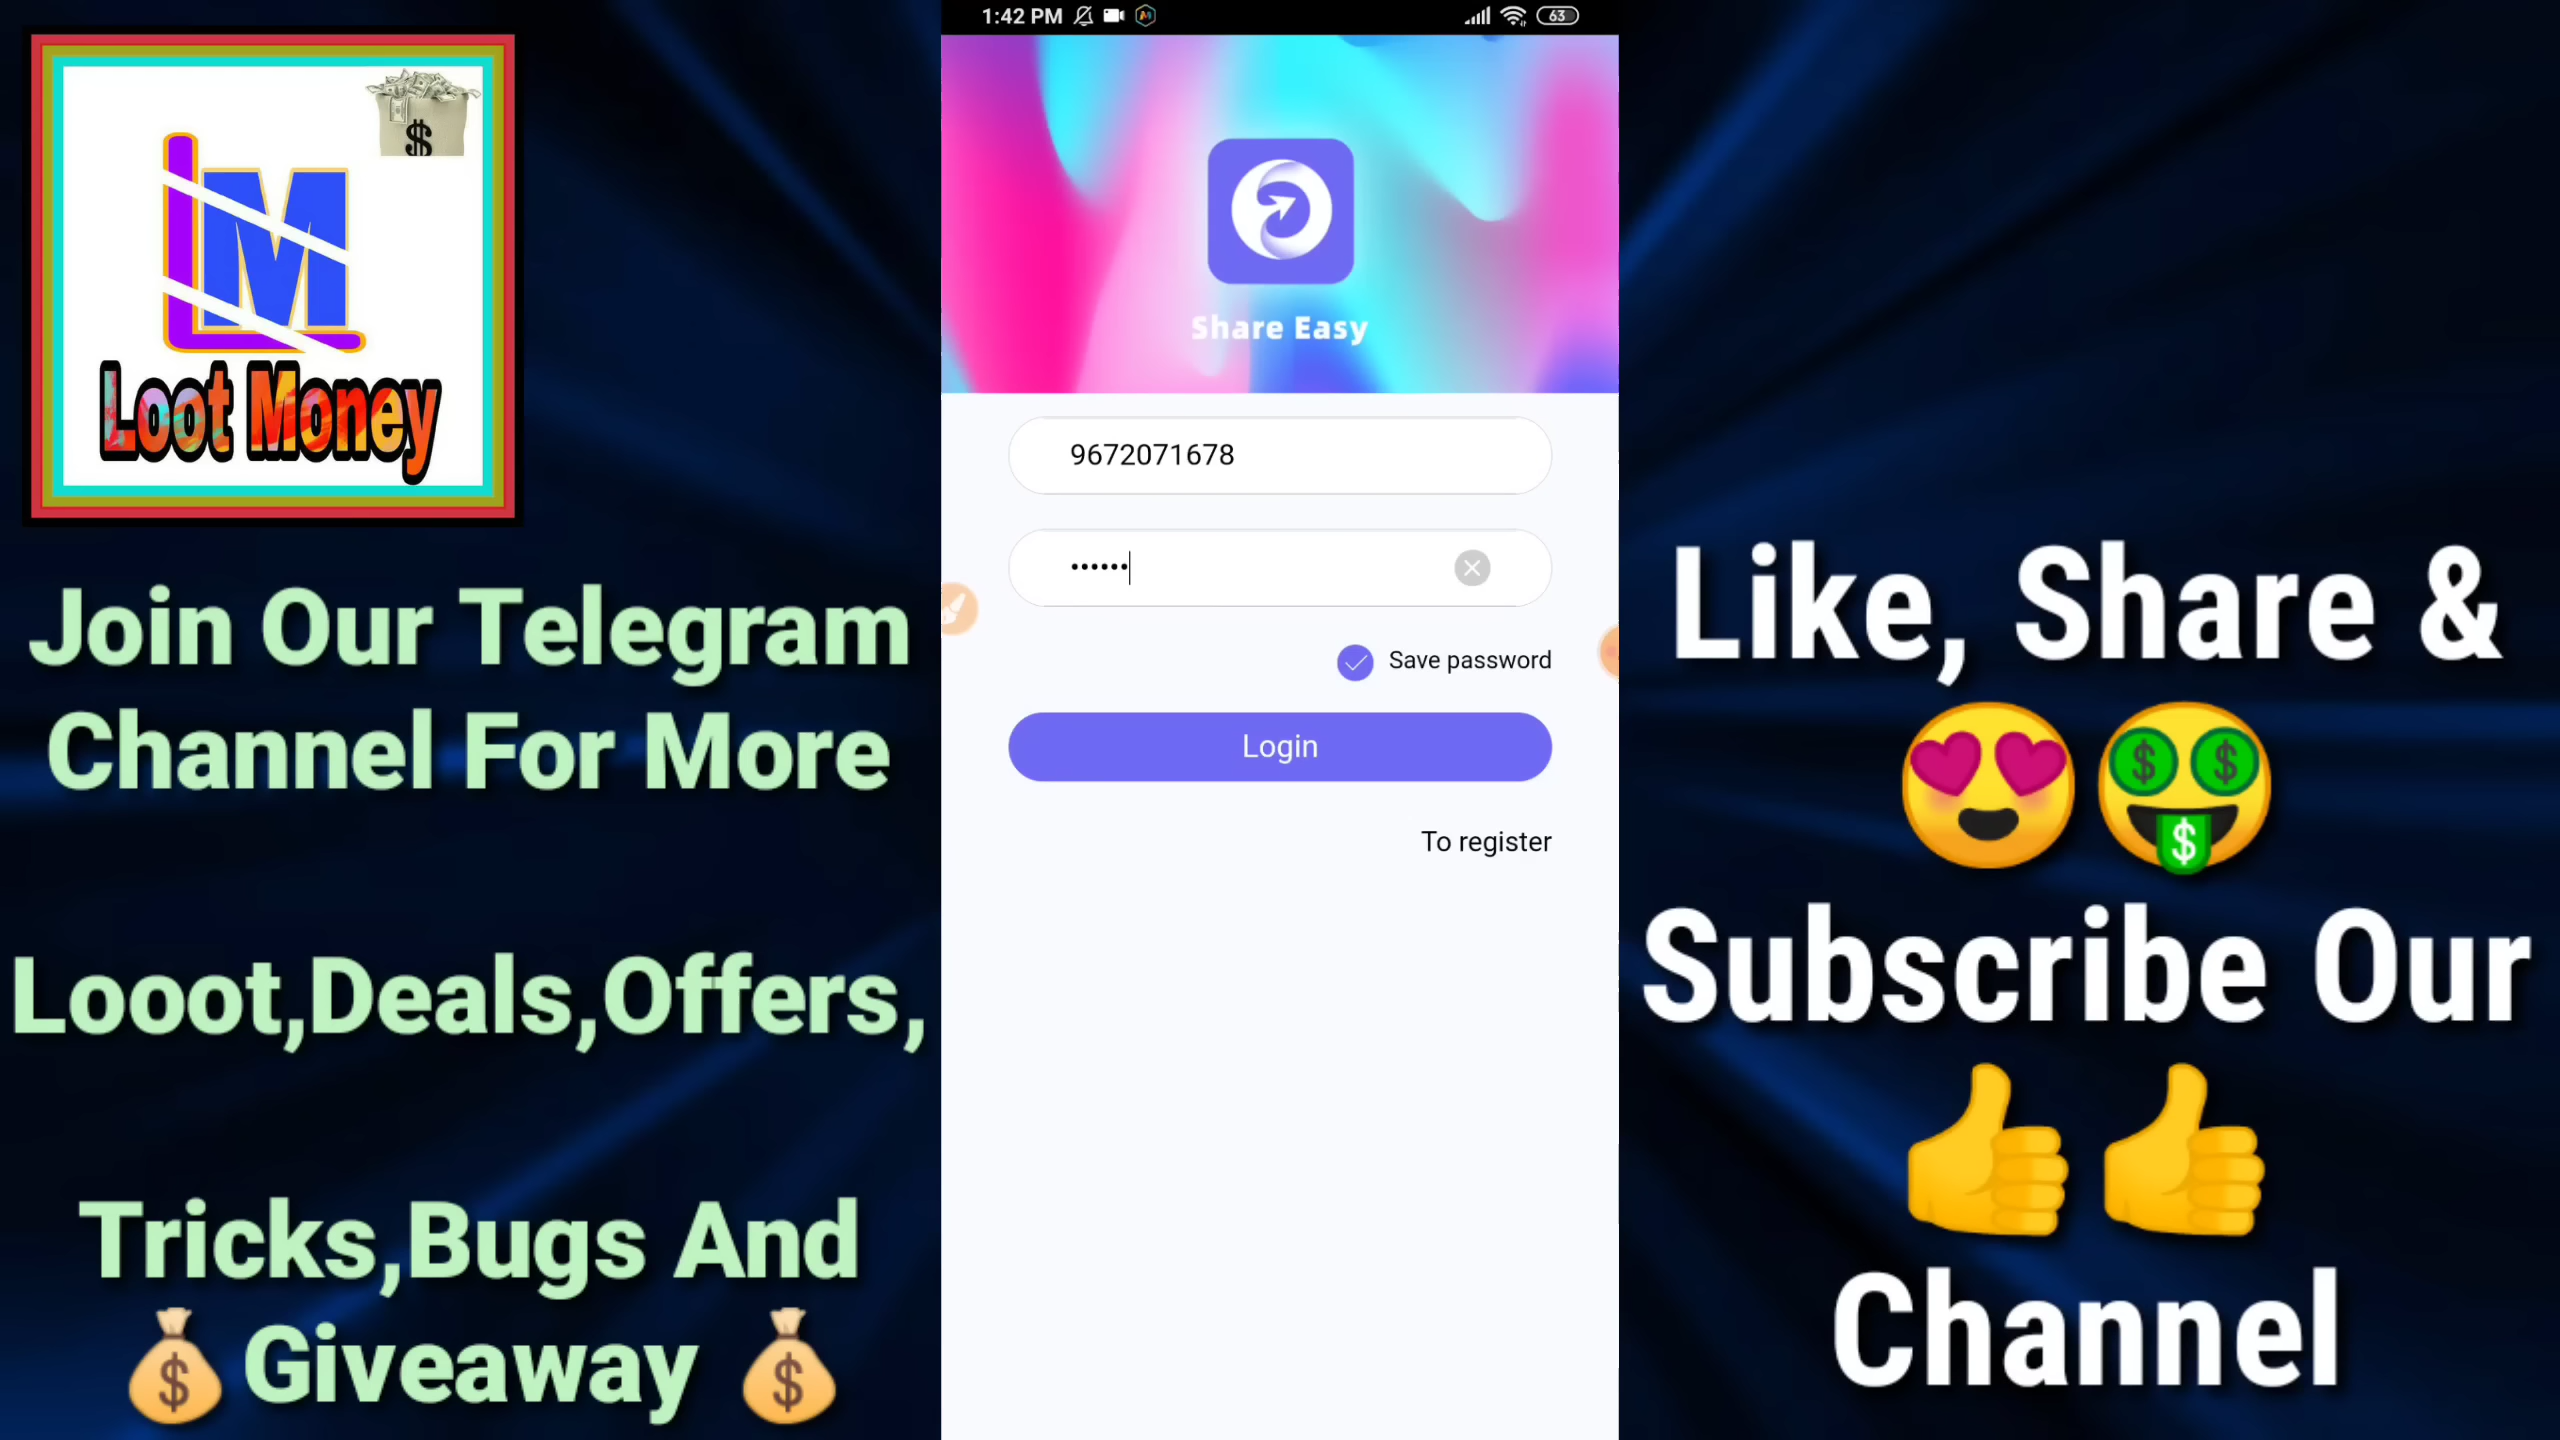 1:42 PM
63
$
LM
Loot Money
Join Our Telegram
Channel For More
Looot,Deals,Offers,
Tricks,Bugs And
Giveaway
Share Easy
9672071678
••••••
Save password
Login
To register
Like, Share &
Subscribe Our
Channel